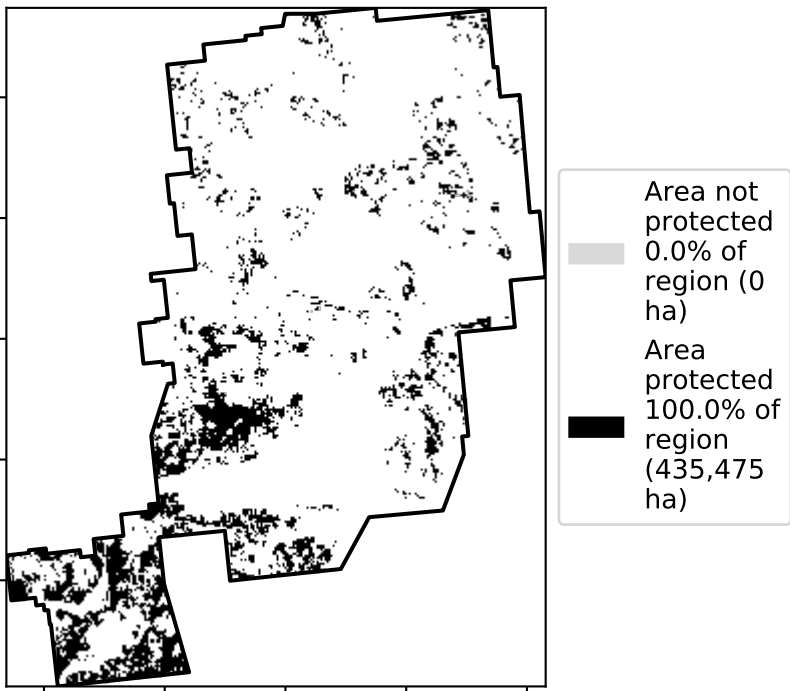 Area not
protected
0.0% of
region (0
ha)
Area
protected
100.0% of
region
(435,475
ha)